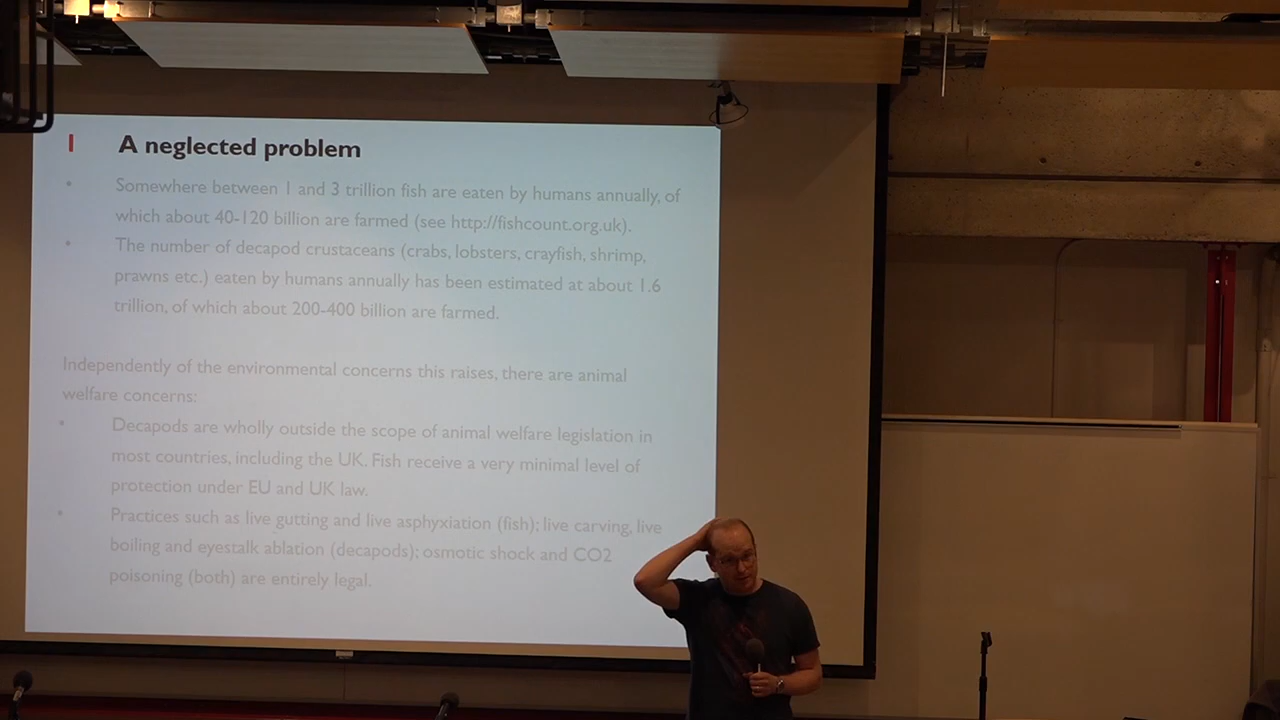 I A neglected problem
• Somewhere between 1 and 3 trillion fish are eaten by humans annually, of
which about 40-120 billion are farmed (see http://fishcount.org.uk).
• The number of decapod crustaceans (crabs, lobsters, crayfish, shrimp,
prawns etc.) eaten by humans annually has been estimated at about 1.6
trillion, of which about 200-400 billion are farmed.
Independently of the environmental concerns this raises, there are animal
welfare concerns:
• Decapods are wholly outside the scope of animal welfare legislation in
most countries, including the UK. Fish receive a very minimal level of
protection under EU and UK law.
• Practices such as live gutting and live asphyxiation (fish); live carving, live
boiling and eyestalk ablation (decapods); osmotic shock and CO2
poisoning (both) are entirely legal.